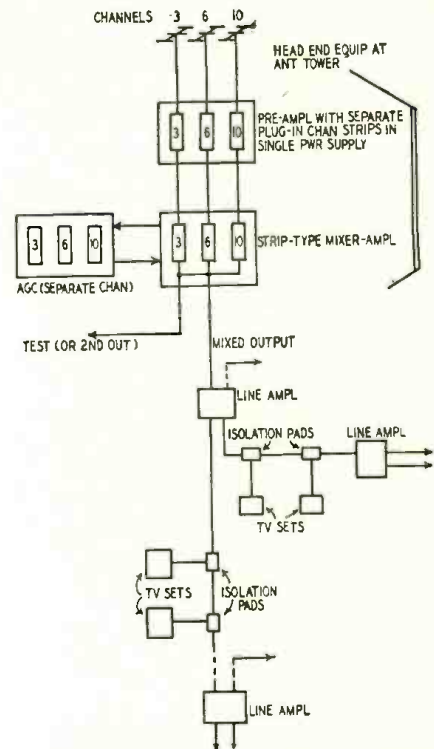 CHANNELS 3 6 10
HEAD END EQUIP AT
ANT TOWER
3 6 10
PRE-AMPL WITH SEPARATE
PLUG-IN CHAN STRIPS IN
SINGLE PWR SUPPLY
3 6 10
3 6 10
STRIP-TYPE MIXER-AMPL
AGC (SEPARATE CHAN)
TEST (OR 2ND OUT)
MIXED OUTPUT
LINE AMPL
ISOLATION PADS
LINE AMPL
TV SETS
TV SETS
ISOLATION
PADS
LINE AMPL